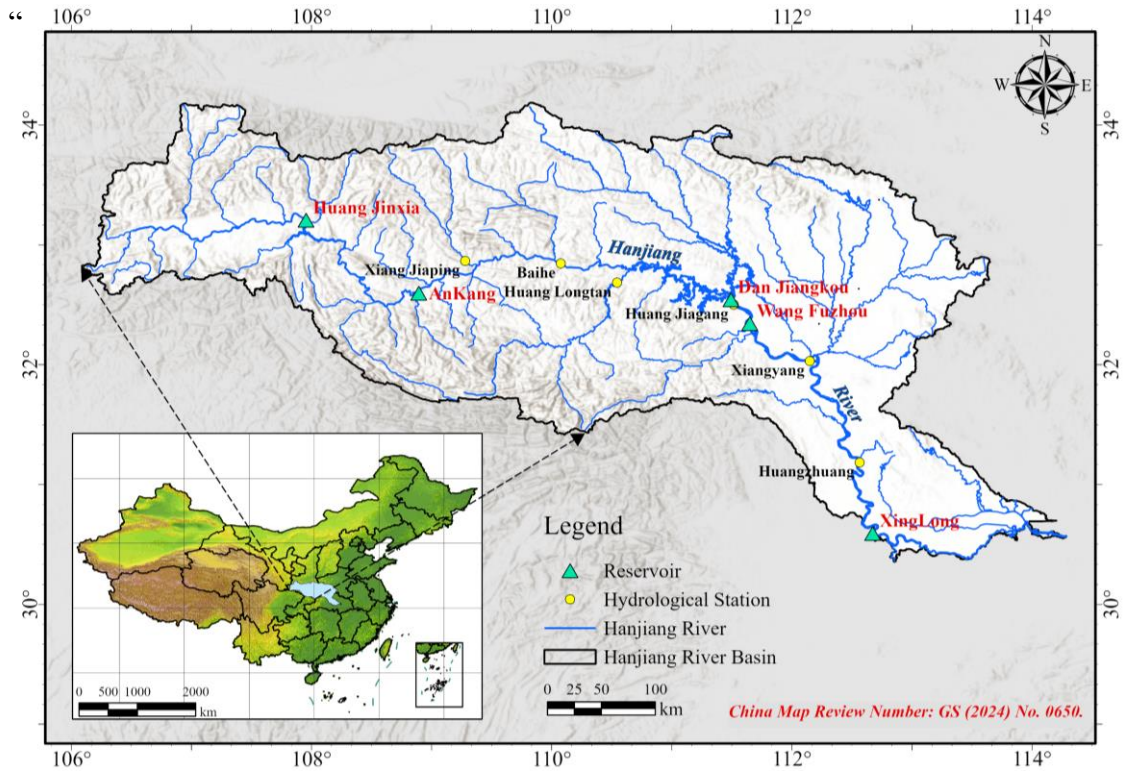 “
106° 108° 110° 112° 114°
N
W E
S
34° 34°
Huang Jinxia
Hanjiang
Xiang Jiaping
Baihe
AnKang
Huang Longtan
Dan Jiangkou
Huang Jiagang
Wang Fuzhou
32° 32°
Xiangyang
River
Huangzhuang
XingLong
Legend
Reservoir
30° 30°
Hydrological Station
Hanjiang River
Hanjiang River Basin
0 500 1000 2000
km
0 25 50 100
km
China Map Review Number: GS (2024) No. 0650.
106° 108° 110° 112° 114°